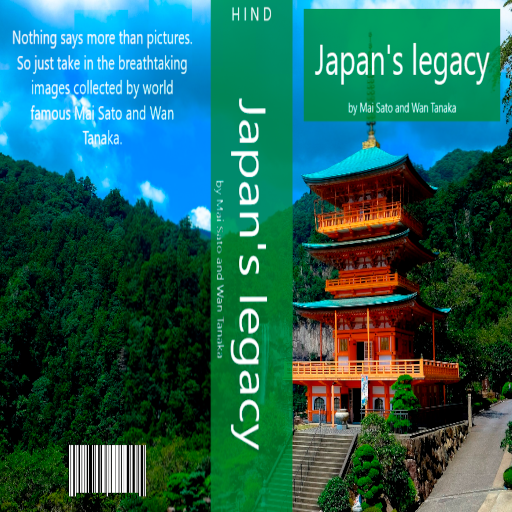 Nothing says more than pictures.
So just take in the breathtaking
images collected by world
famous Mai Sato and Wan
Tanaka.
HIND
Japan's legacy
by Mai Sato and Wan Tanaka
Japan's legacy
by Mai Sato and Wan Tanaka